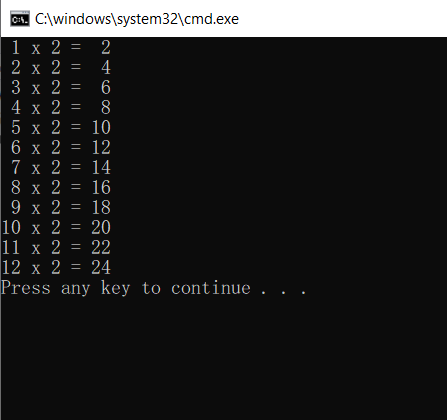 C:\windows\system32\cmd.exe
 1 x 2 =  2
 2 x 2 =  4
 3 x 2 =  6
 4 x 2 =  8
 5 x 2 = 10
 6 x 2 = 12
 7 x 2 = 14
 8 x 2 = 16
 9 x 2 = 18
10 x 2 = 20
11 x 2 = 22
12 x 2 = 24
Press any key to continue . . .